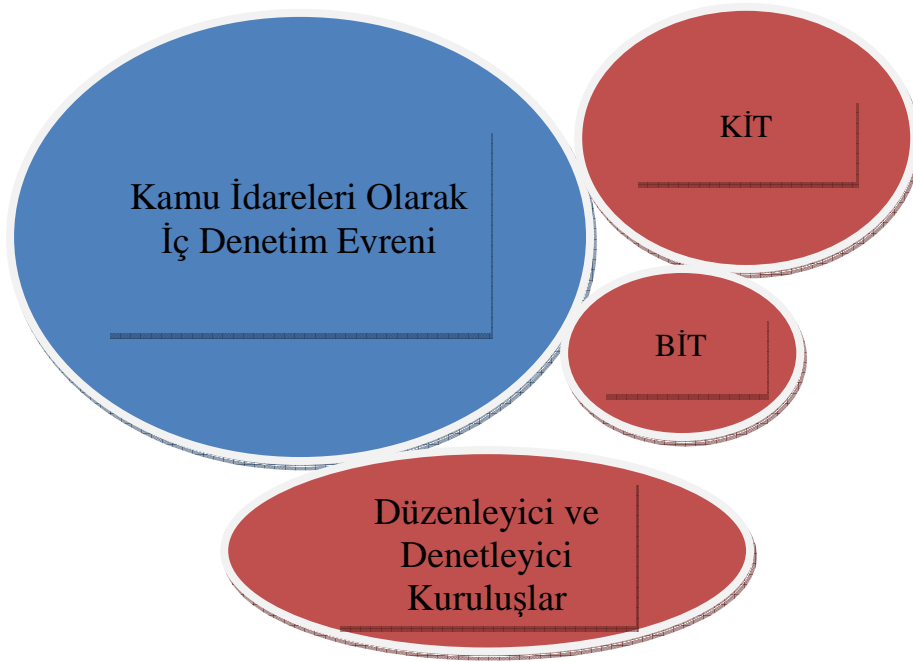 Kamu İdareleri Olarak
İç Denetim Evreni
KİT
BİT
Düzenleyici ve
Denetleyici
Kuruluşlar